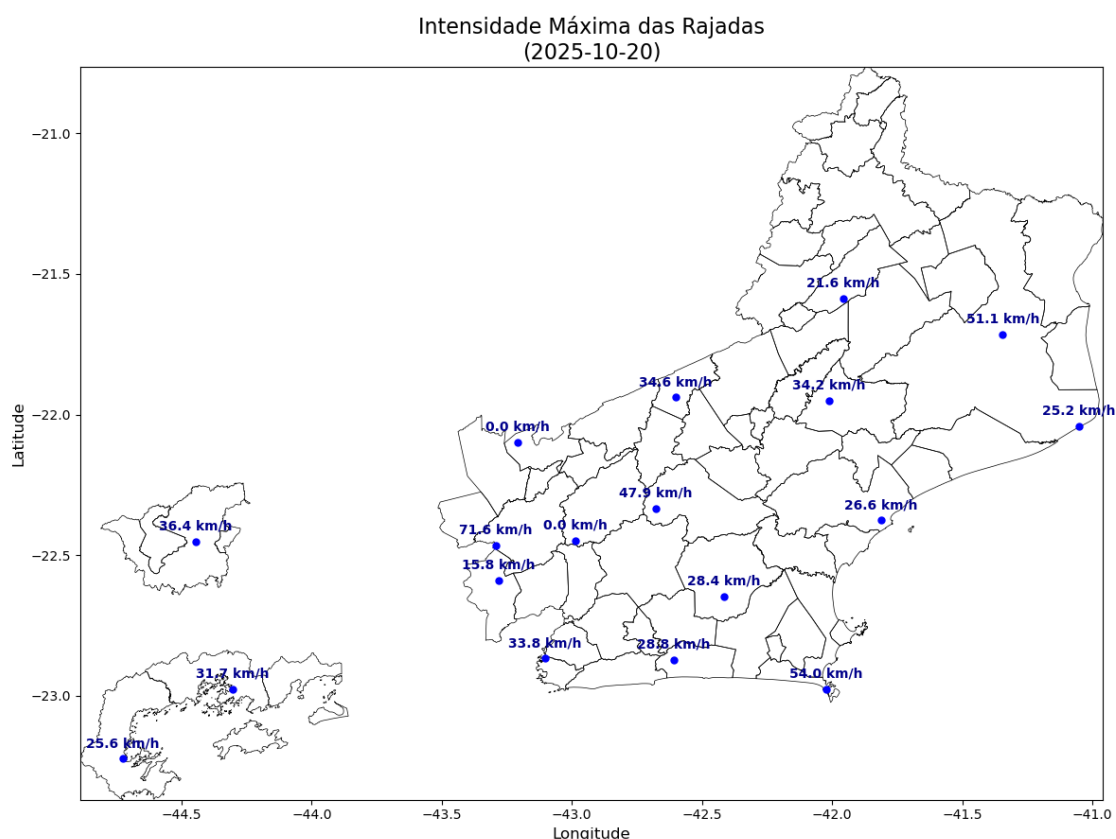 Intensidade Máxima das Rajadas
(2025-10-20)
−21.0
−21.5
−22.0
−22.5
−23.0
Latitude
21.6 km/h
51.1 km/h
34.6 km/h
34.2 km/h
25.2 km/h
0.0 km/h
47.9 km/h
26.6 km/h
36.4 km/h
71.6 km/h
0.0 km/h
15.8 km/h
28.4 km/h
33.8 km/h
28.8 km/h
31.7 km/h
54.0 km/h
25.6 km/h
−44.5
−44.0
−43.5
−43.0
−42.5
−42.0
−41.5
−41.0
Longitude